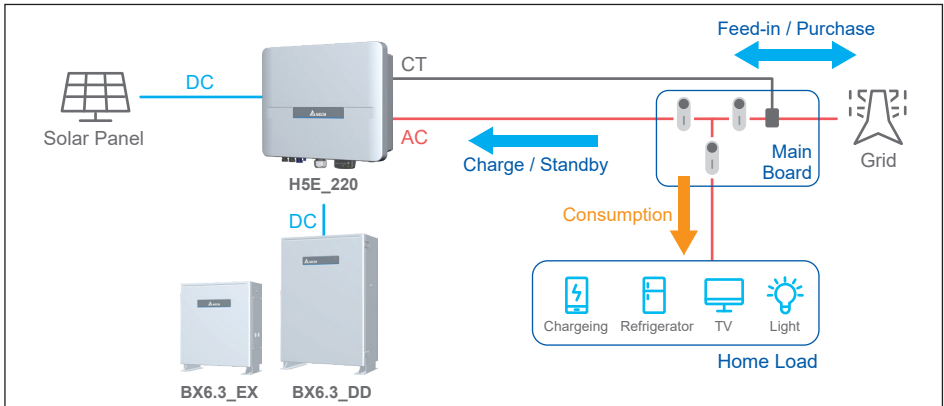 Feed-in / Purchase
CT
DC
Solar Panel
AC
Charge / Standby
Main
Board
Grid
H5E_220
DC
Consumption
Chargeing
Refrigerator
TV
Light
Home Load
BX6.3_EX
BX6.3_DD